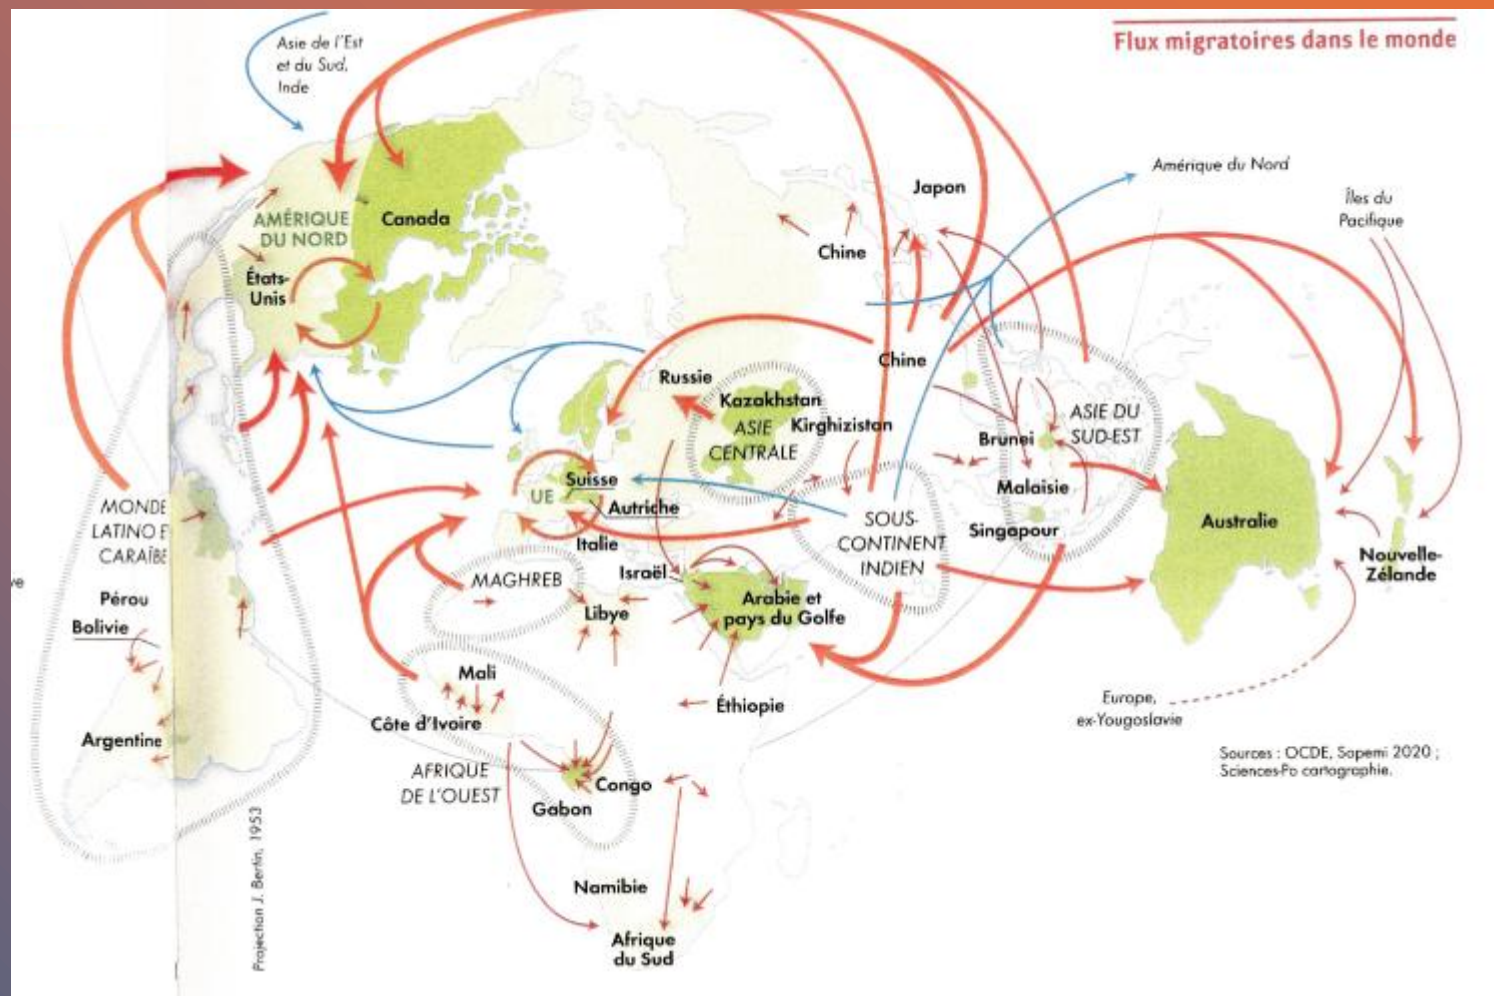 Flux migratoires dans le monde
Asie de l'Est
et du Sud,
Inde
Amérique du Nord
Îles du
Pacifique
Japon
Chine
AMÉRIQUE
DU NORD
Canada
États-
Unis
Chine
Russie
Kazakhstan
ASIE
CENTRALE
Kirghizistan
ASIE DU
SUD-EST
Brunei
Malaisie
Singapour
Suisse
UE
Autriche
Italie
MONDE
LATINO E
CARAÏBE
SOUS-
CONTINENT
INDIEN
Australie
Nouvelle-
Zélande
MAGHREB
Israël
Libye
Arabie et
pays du Golfe
ve
Pérou
Bolivie
Mali
Côte d'Ivoire
Éthiopie
Europe,
ex-Yougoslavie
Argentine
AFRIQUE
DE L'OUEST
Congo
Gabon
Sources : OCDE, Sopemi 2020 ;
Sciences-Po cartographie.
Namibie
Afrique
du Sud
Projection J. Bertin, 1953